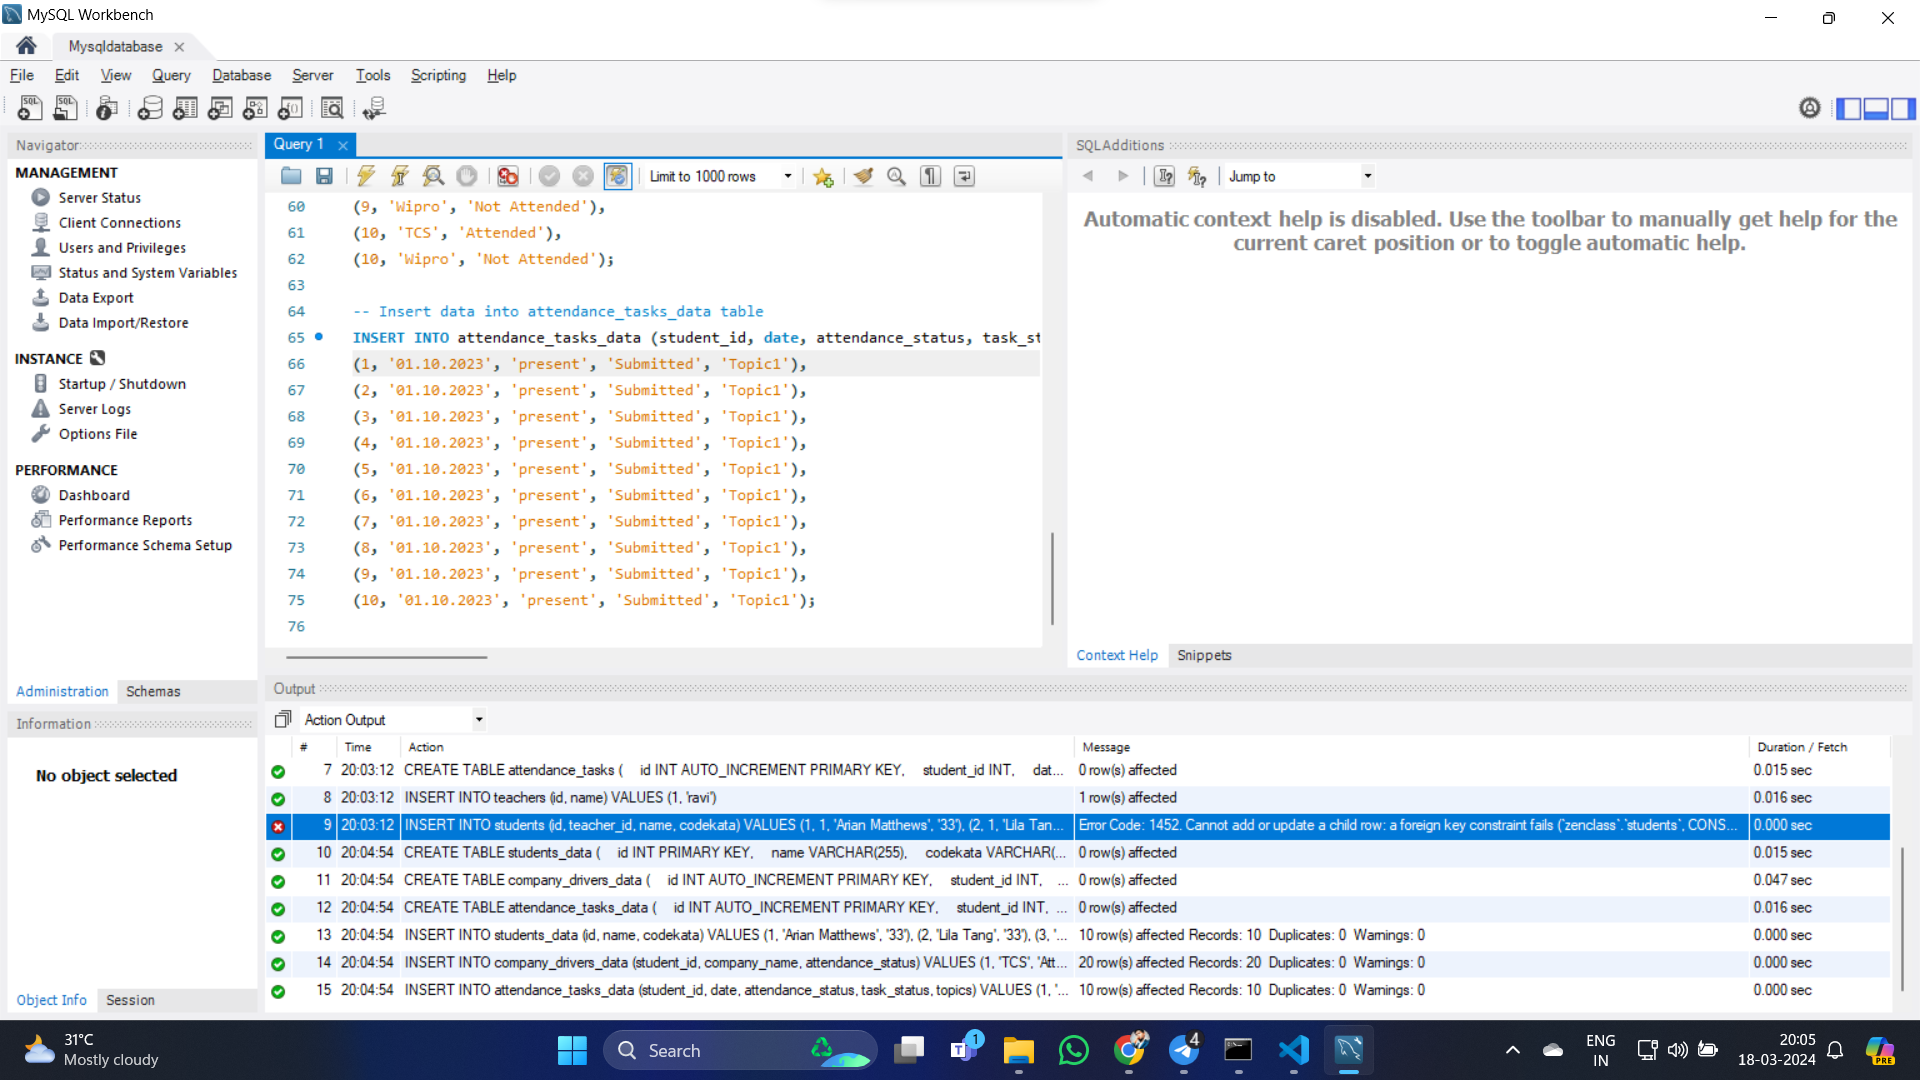 MySQL Workbench
Mysqldatabase
File Edit View Query Database Server Tools Scripting Help
Navigator
MANAGEMENT
Server Status
Client Connections
Users and Privileges
Status and System Variables
Data Export
Data Import/Restore
INSTANCE
Startup / Shutdown
Server Logs
Options File
PERFORMANCE
Dashboard
Performance Reports
Performance Schema Setup
Administration Schemas
Information
No object selected
Object Info Session
Query 1
Limit to 1000 rows
60 (9, 'Wipro', 'Not Attended'),
61 (10, 'TCS', 'Attended'),
62 (10, 'Wipro', 'Not Attended');
63
64 -- Insert data into attendance_tasks_data table
65 INSERT INTO attendance_tasks_data (student_id, date, attendance_status, task_st
66 (1, '01.10.2023', 'present', 'Submitted', 'Topic1'),
67 (2, '01.10.2023', 'present', 'Submitted', 'Topic1'),
68 (3, '01.10.2023', 'present', 'Submitted', 'Topic1'),
69 (4, '01.10.2023', 'present', 'Submitted', 'Topic1'),
70 (5, '01.10.2023', 'present', 'Submitted', 'Topic1'),
71 (6, '01.10.2023', 'present', 'Submitted', 'Topic1'),
72 (7, '01.10.2023', 'present', 'Submitted', 'Topic1'),
73 (8, '01.10.2023', 'present', 'Submitted', 'Topic1'),
74 (9, '01.10.2023', 'present', 'Submitted', 'Topic1'),
75 (10, '01.10.2023', 'present', 'Submitted', 'Topic1');
76
SQLAdditions
Jump to
Automatic context help is disabled. Use the toolbar to manually get help for the
current caret position or to toggle automatic help.
Context Help Snippets
Output
Action Output
# Time Action Message Duration / Fetch
7 20:03:12 CREATE TABLE attendance_tasks ( id INT AUTO_INCREMENT PRIMARY KEY, student_id INT, dat... 0 row(s) affected 0.015 sec
8 20:03:12 INSERT INTO teachers (id, name) VALUES (1, 'ravi') 1 row(s) affected 0.016 sec
9 20:03:12 INSERT INTO students (id, teacher_id, name, codekata) VALUES (1, 1, 'Arian Matthews', '33'), (2, 1, 'Lila Tan... Error Code: 1452. Cannot add or update a child row: a foreign key constraint fails (`zenclass`.`students`, CONS... 0.000 sec
10 20:04:54 CREATE TABLE students_data ( id INT PRIMARY KEY, name VARCHAR(255), codekata VARCHAR(... 0 row(s) affected 0.015 sec
11 20:04:54 CREATE TABLE company_drivers_data ( id INT AUTO_INCREMENT PRIMARY KEY, student_id INT, ... 0 row(s) affected 0.047 sec
12 20:04:54 CREATE TABLE attendance_tasks_data ( id INT AUTO_INCREMENT PRIMARY KEY, student_id INT, ... 0 row(s) affected 0.016 sec
13 20:04:54 INSERT INTO students_data (id, name, codekata) VALUES (1, 'Arian Matthews', '33'), (2, 'Lila Tang', '33'), (3, '... 10 row(s) affected Records: 10 Duplicates: 0 Warnings: 0 0.000 sec
14 20:04:54 INSERT INTO company_drivers_data (student_id, company_name, attendance_status) VALUES (1, 'TCS', 'Att... 20 row(s) affected Records: 20 Duplicates: 0 Warnings: 0 0.000 sec
15 20:04:54 INSERT INTO attendance_tasks_data (student_id, date, attendance_status, task_status, topics) VALUES (1, '... 10 row(s) affected Records: 10 Duplicates: 0 Warnings: 0 0.000 sec
31°C
Mostly cloudy
Search
1
4
ENG
IN
20:05
18-03-2024
PRE